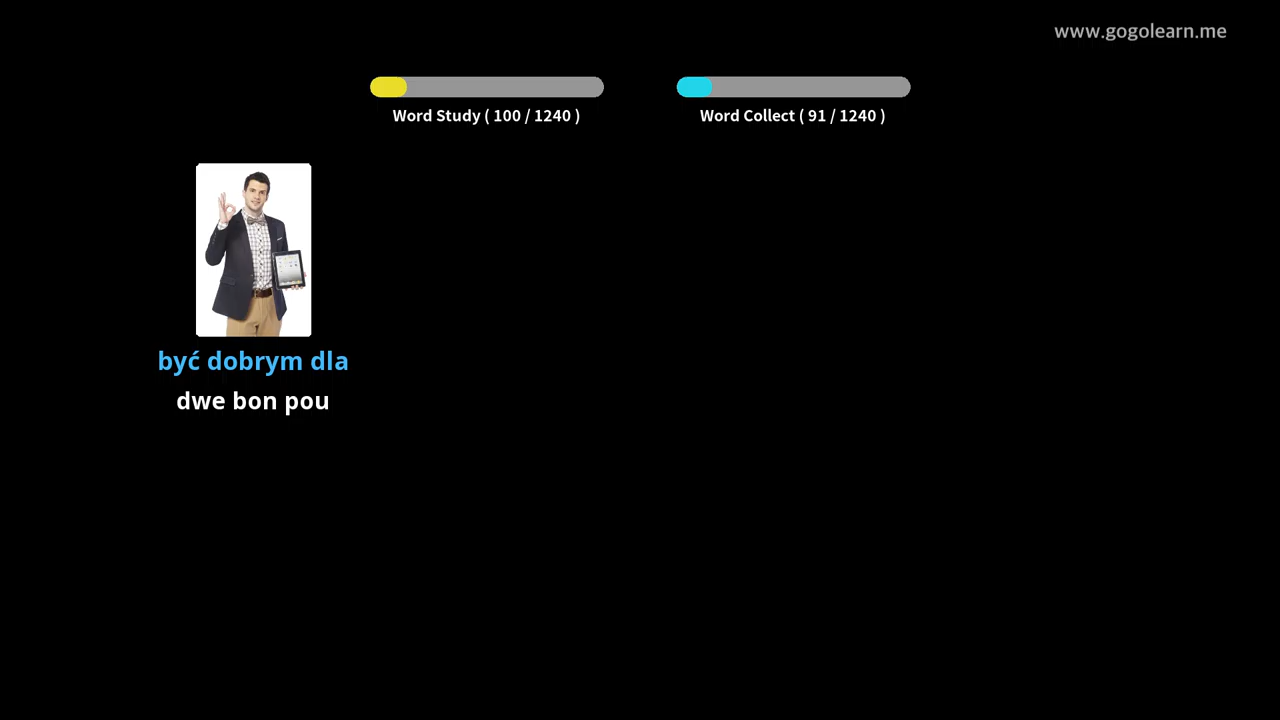 www.gogolearn.me
Word Study ( 100 / 1240 )
Word Collect ( 91 / 1240 )
być dobrym dla
dwe bon pou